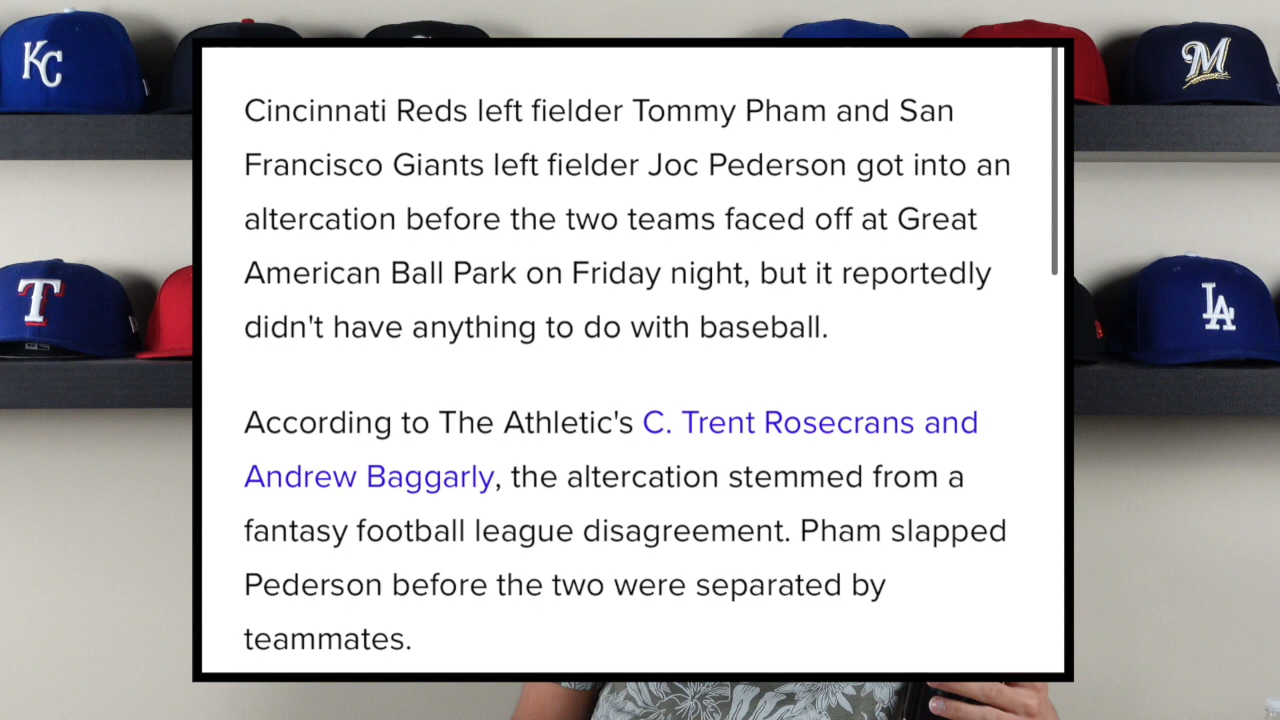 KC
M
T
LA
Cincinnati Reds left fielder Tommy Pham and San
Francisco Giants left fielder Joc Pederson got into an
altercation before the two teams faced off at Great
American Ball Park on Friday night, but it reportedly
didn't have anything to do with baseball.
According to The Athletic's C. Trent Rosecrans and
Andrew Baggarly, the altercation stemmed from a
fantasy football league disagreement. Pham slapped
Pederson before the two were separated by
teammates.